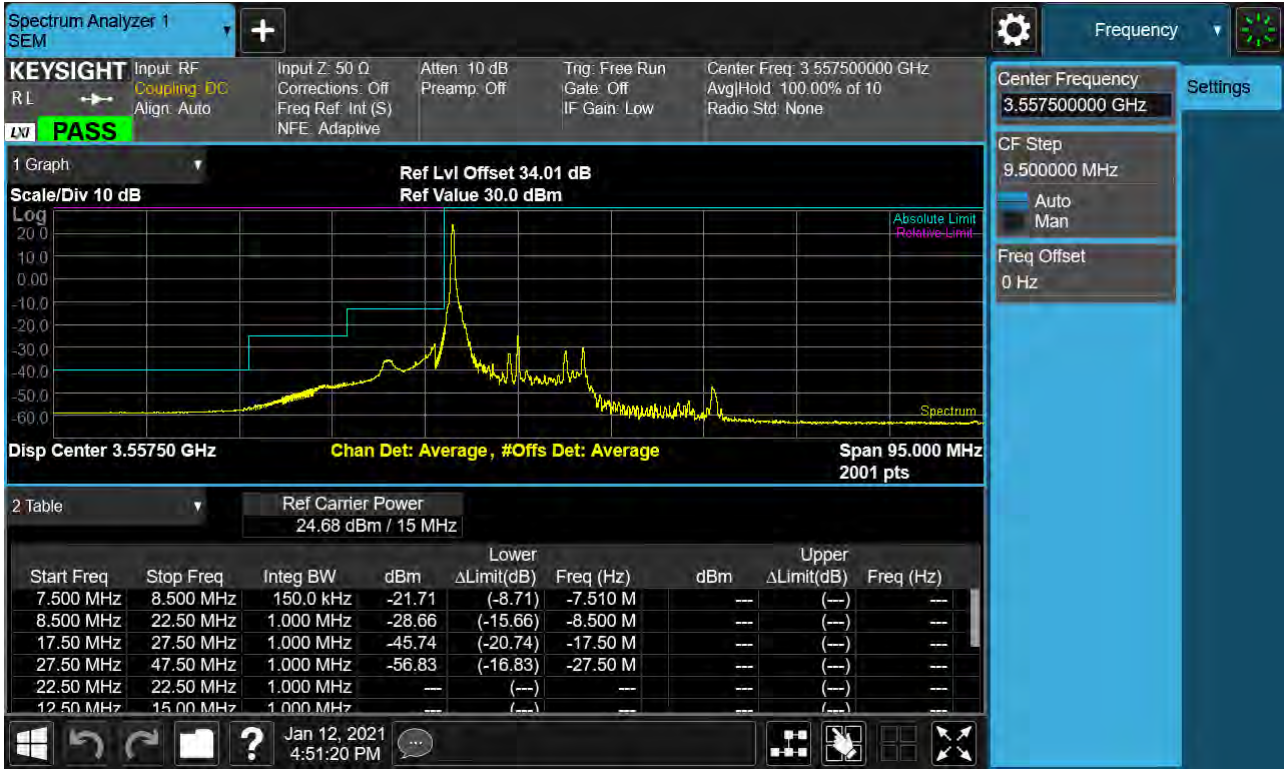 Spectrum Analyzer 1
SEM
Frequency
KEYSIGHT
RL
LXI PASS
Input: RF
Coupling: DC
Align: Auto
Input Z: 50 Ω
Corrections: Off
Freq Ref: Int (S)
NFE: Adaptive
Atten: 10 dB
Preamp: Off
Trig: Free Run
Gate: Off
IF Gain: Low
Center Freq: 3.557500000 GHz
Avg|Hold: 100.00% of 10
Radio Std: None
Center Frequency
3.557500000 GHz
Settings
CF Step
9.500000 MHz
Auto
Man
Freq Offset
0 Hz
1 Graph
Scale/Div 10 dB
Ref Lvl Offset 34.01 dB
Ref Value 30.0 dBm
Log
Absolute Limit
Relative Limit
20.0
10.0
0.00
-10.0
-20.0
-30.0
-40.0
-50.0
-60.0
Spectrum
Disp Center 3.55750 GHz
Chan Det: Average, #Offs Det: Average
Span 95.000 MHz
2001 pts
2 Table
Ref Carrier Power
24.68 dBm / 15 MHz
Lower Upper
Start Freq Stop Freq Integ BW dBm ΔLimit(dB) Freq (Hz) dBm ΔLimit(dB) Freq (Hz)
7.500 MHz 8.500 MHz 150.0 kHz -21.71 (-8.71) -7.510 M --- (---) ---
8.500 MHz 22.50 MHz 1.000 MHz -28.66 (-15.66) -8.500 M --- (---) ---
17.50 MHz 27.50 MHz 1.000 MHz -45.74 (-20.74) -17.50 M --- (---) ---
27.50 MHz 47.50 MHz 1.000 MHz -56.83 (-16.83) -27.50 M --- (---) ---
22.50 MHz 22.50 MHz 1.000 MHz --- (---) --- --- (---) ---
12.50 MHz 15.00 MHz 1.000 MHz --- (---) --- --- (---) ---
?
Jan 12, 2021
4:51:20 PM